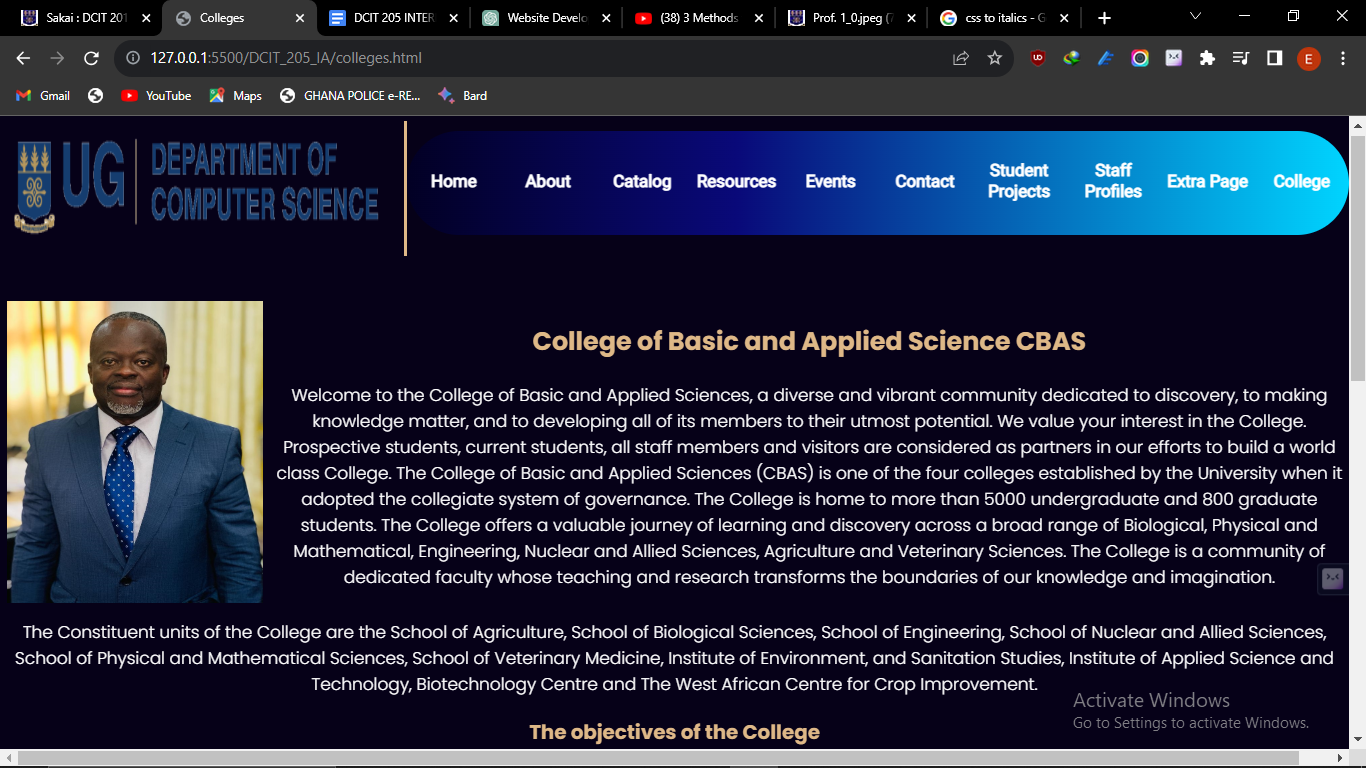 Sakai : DCIT 201
Colleges
DCIT 205 INTER
Website Develo
(38) 3 Methods
Prof. 1_0.jpeg (7
css to italics - G
127.0.0.1:5500/DCIT_205_IA/colleges.html
E
Gmail
YouTube
Maps
GHANA POLICE e-RE...
Bard
UG
DEPARTMENT OF
COMPUTER SCIENCE
Home
About
Catalog
Resources
Events
Contact
Student
Projects
Staff
Profiles
Extra Page
College
College of Basic and Applied Science CBAS
Welcome to the College of Basic and Applied Sciences, a diverse and vibrant community dedicated to discovery, to making
knowledge matter, and to developing all of its members to their utmost potential. We value your interest in the College.
Prospective students, current students, all staff members and visitors are considered as partners in our efforts to build a world
class College. The College of Basic and Applied Sciences (CBAS) is one of the four colleges established by the University when it
adopted the collegiate system of governance. The College is home to more than 5000 undergraduate and 800 graduate
students. The College offers a valuable journey of learning and discovery across a broad range of Biological, Physical and
Mathematical, Engineering, Nuclear and Allied Sciences, Agriculture and Veterinary Sciences. The College is a community of
dedicated faculty whose teaching and research transforms the boundaries of our knowledge and imagination.
The Constituent units of the College are the School of Agriculture, School of Biological Sciences, School of Engineering, School of Nuclear and Allied Sciences,
School of Physical and Mathematical Sciences, School of Veterinary Medicine, Institute of Environment, and Sanitation Studies, Institute of Applied Science and
Technology, Biotechnology Centre and The West African Centre for Crop Improvement.
The objectives of the College
Activate Windows
Go to Settings to activate Windows.